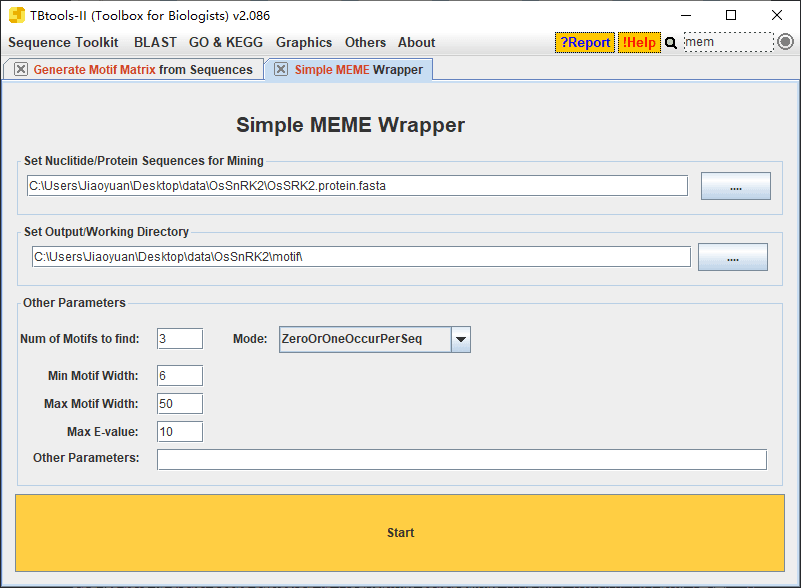 TBtools-II (Toolbox for Biologists) v2.086
Sequence Toolkit BLAST GO & KEGG Graphics Others About ?Report !Help mem
Generate Motif Matrix from Sequences Simple MEME Wrapper
Simple MEME Wrapper
Set Nuclitide/Protein Sequences for Mining
C:\Users\Jiaoyuan\Desktop\data\OsSnRK2\OsSRK2.protein.fasta ....
Set Output/Working Directory
C:\Users\Jiaoyuan\Desktop\data\OsSnRK2\motif\ ....
Other Parameters
Num of Motifs to find: 3 Mode: ZeroOrOneOccurPerSeq
Min Motif Width: 6
Max Motif Width: 50
Max E-value: 10
Other Parameters:
Start